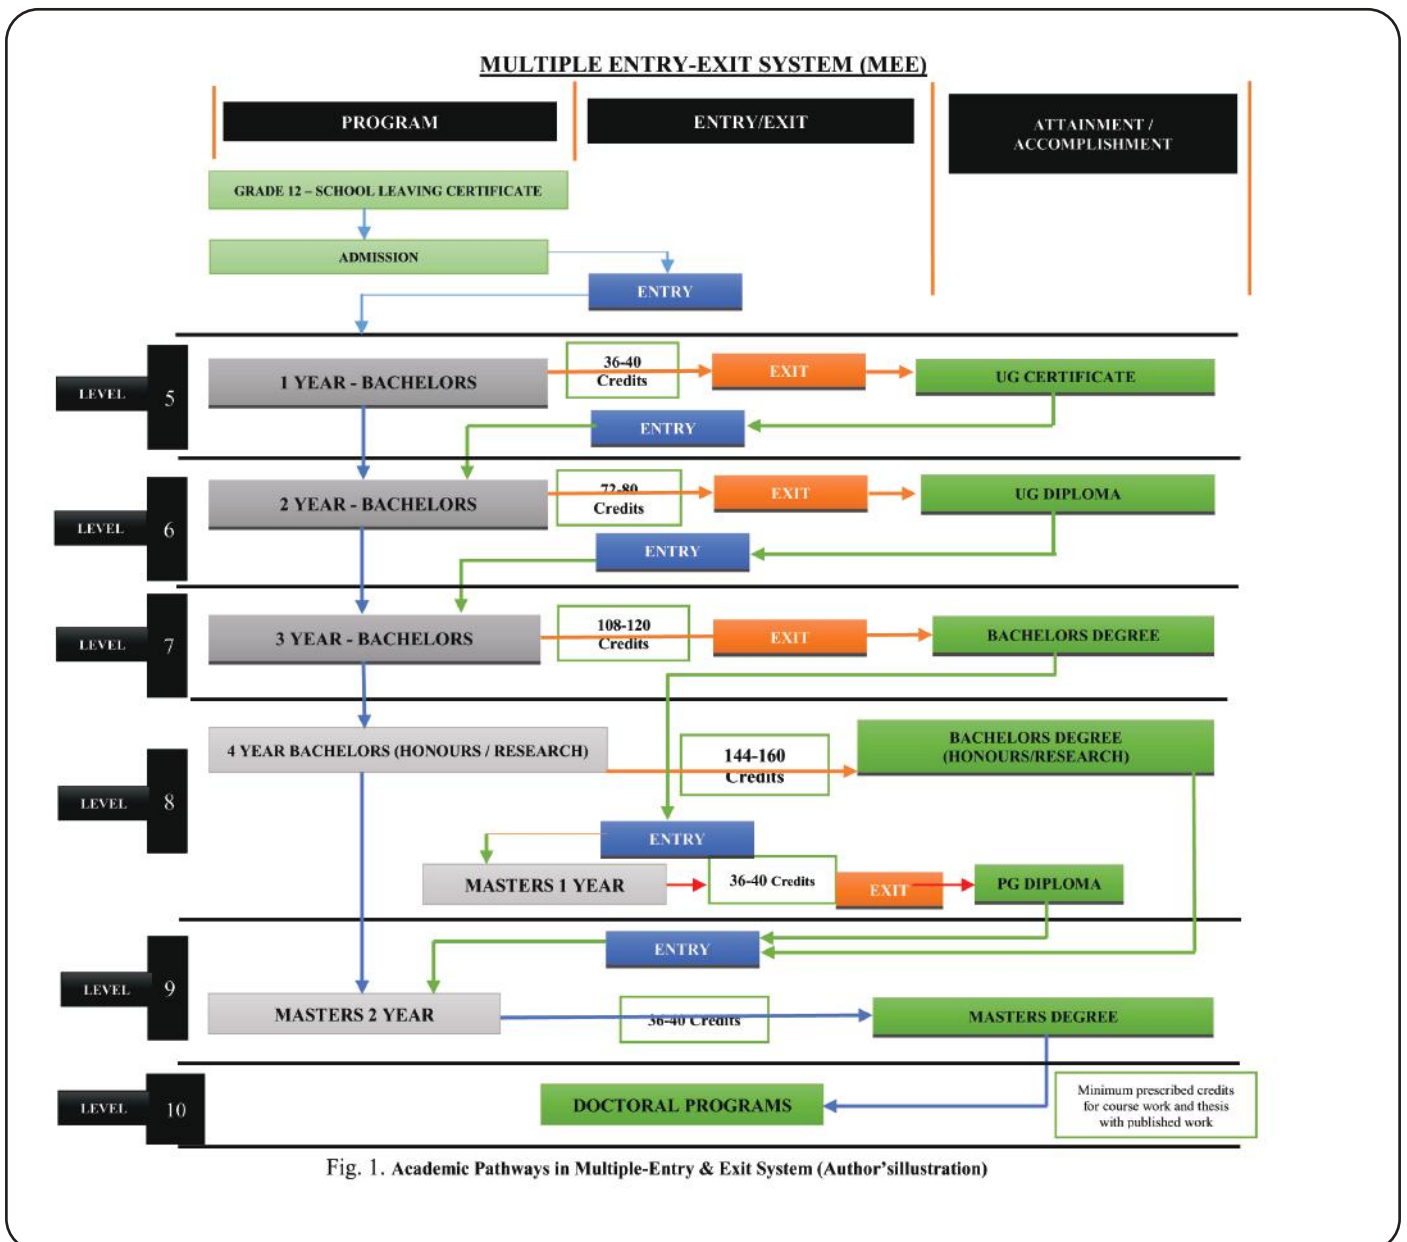 MULTIPLE ENTRY-EXIT SYSTEM (MEE)
PROGRAM
ENTRY/EXIT
ATTAINMENT /
ACCOMPLISHMENT
GRADE 12 – SCHOOL LEAVING CERTIFICATE
ADMISSION
ENTRY
LEVEL
5
1 YEAR - BACHELORS
36-40
Credits
EXIT
UG CERTIFICATE
ENTRY
LEVEL
6
2 YEAR - BACHELORS
72-80
Credits
EXIT
UG DIPLOMA
ENTRY
LEVEL
7
3 YEAR - BACHELORS
108-120
Credits
EXIT
BACHELORS DEGREE
LEVEL
8
4 YEAR BACHELORS (HONOURS / RESEARCH)
144-160
Credits
BACHELORS DEGREE
(HONOURS/RESEARCH)
ENTRY
MASTERS 1 YEAR
36-40 Credits
EXIT
PG DIPLOMA
LEVEL
9
ENTRY
MASTERS 2 YEAR
36-40 Credits
MASTERS DEGREE
LEVEL
10
DOCTORAL PROGRAMS
Minimum prescribed credits
for course work and thesis
with published work
Fig. 1. Academic Pathways in Multiple-Entry & Exit System (Author'sillustration)